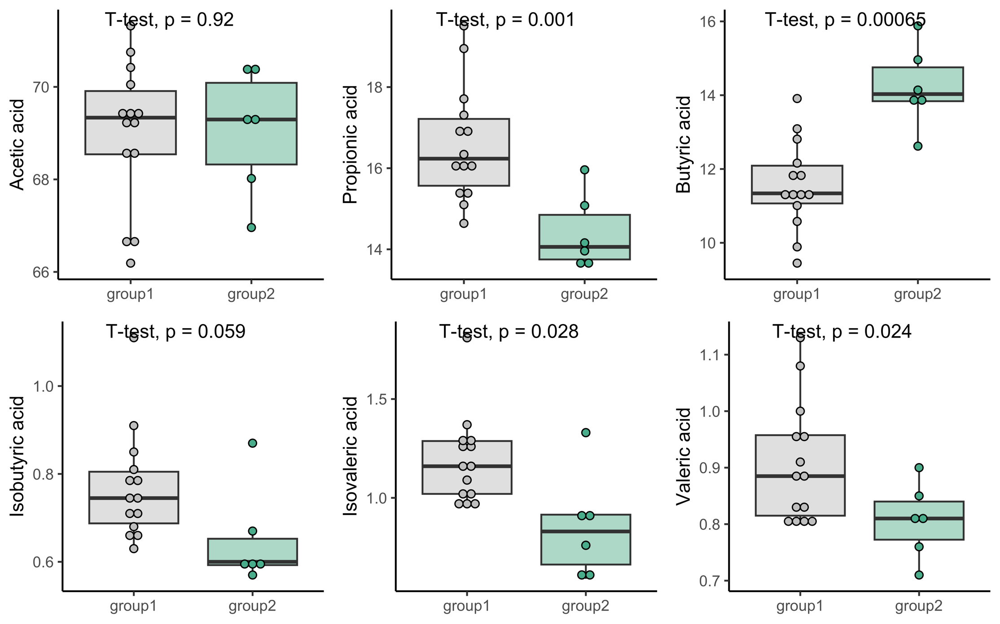 T-test, p = 0.92
Acetic acid
70
68
66
group1
group2
T-test, p = 0.001
Propionic acid
18
16
14
group1
group2
T-test, p = 0.00065
Butyric acid
16
14
12
10
group1
group2
T-test, p = 0.059
Isobutyric acid
1.0
0.8
0.6
group1
group2
T-test, p = 0.028
Isovaleric acid
1.5
1.0
group1
group2
T-test, p = 0.024
Valeric acid
1.1
1.0
0.9
0.8
0.7
group1
group2